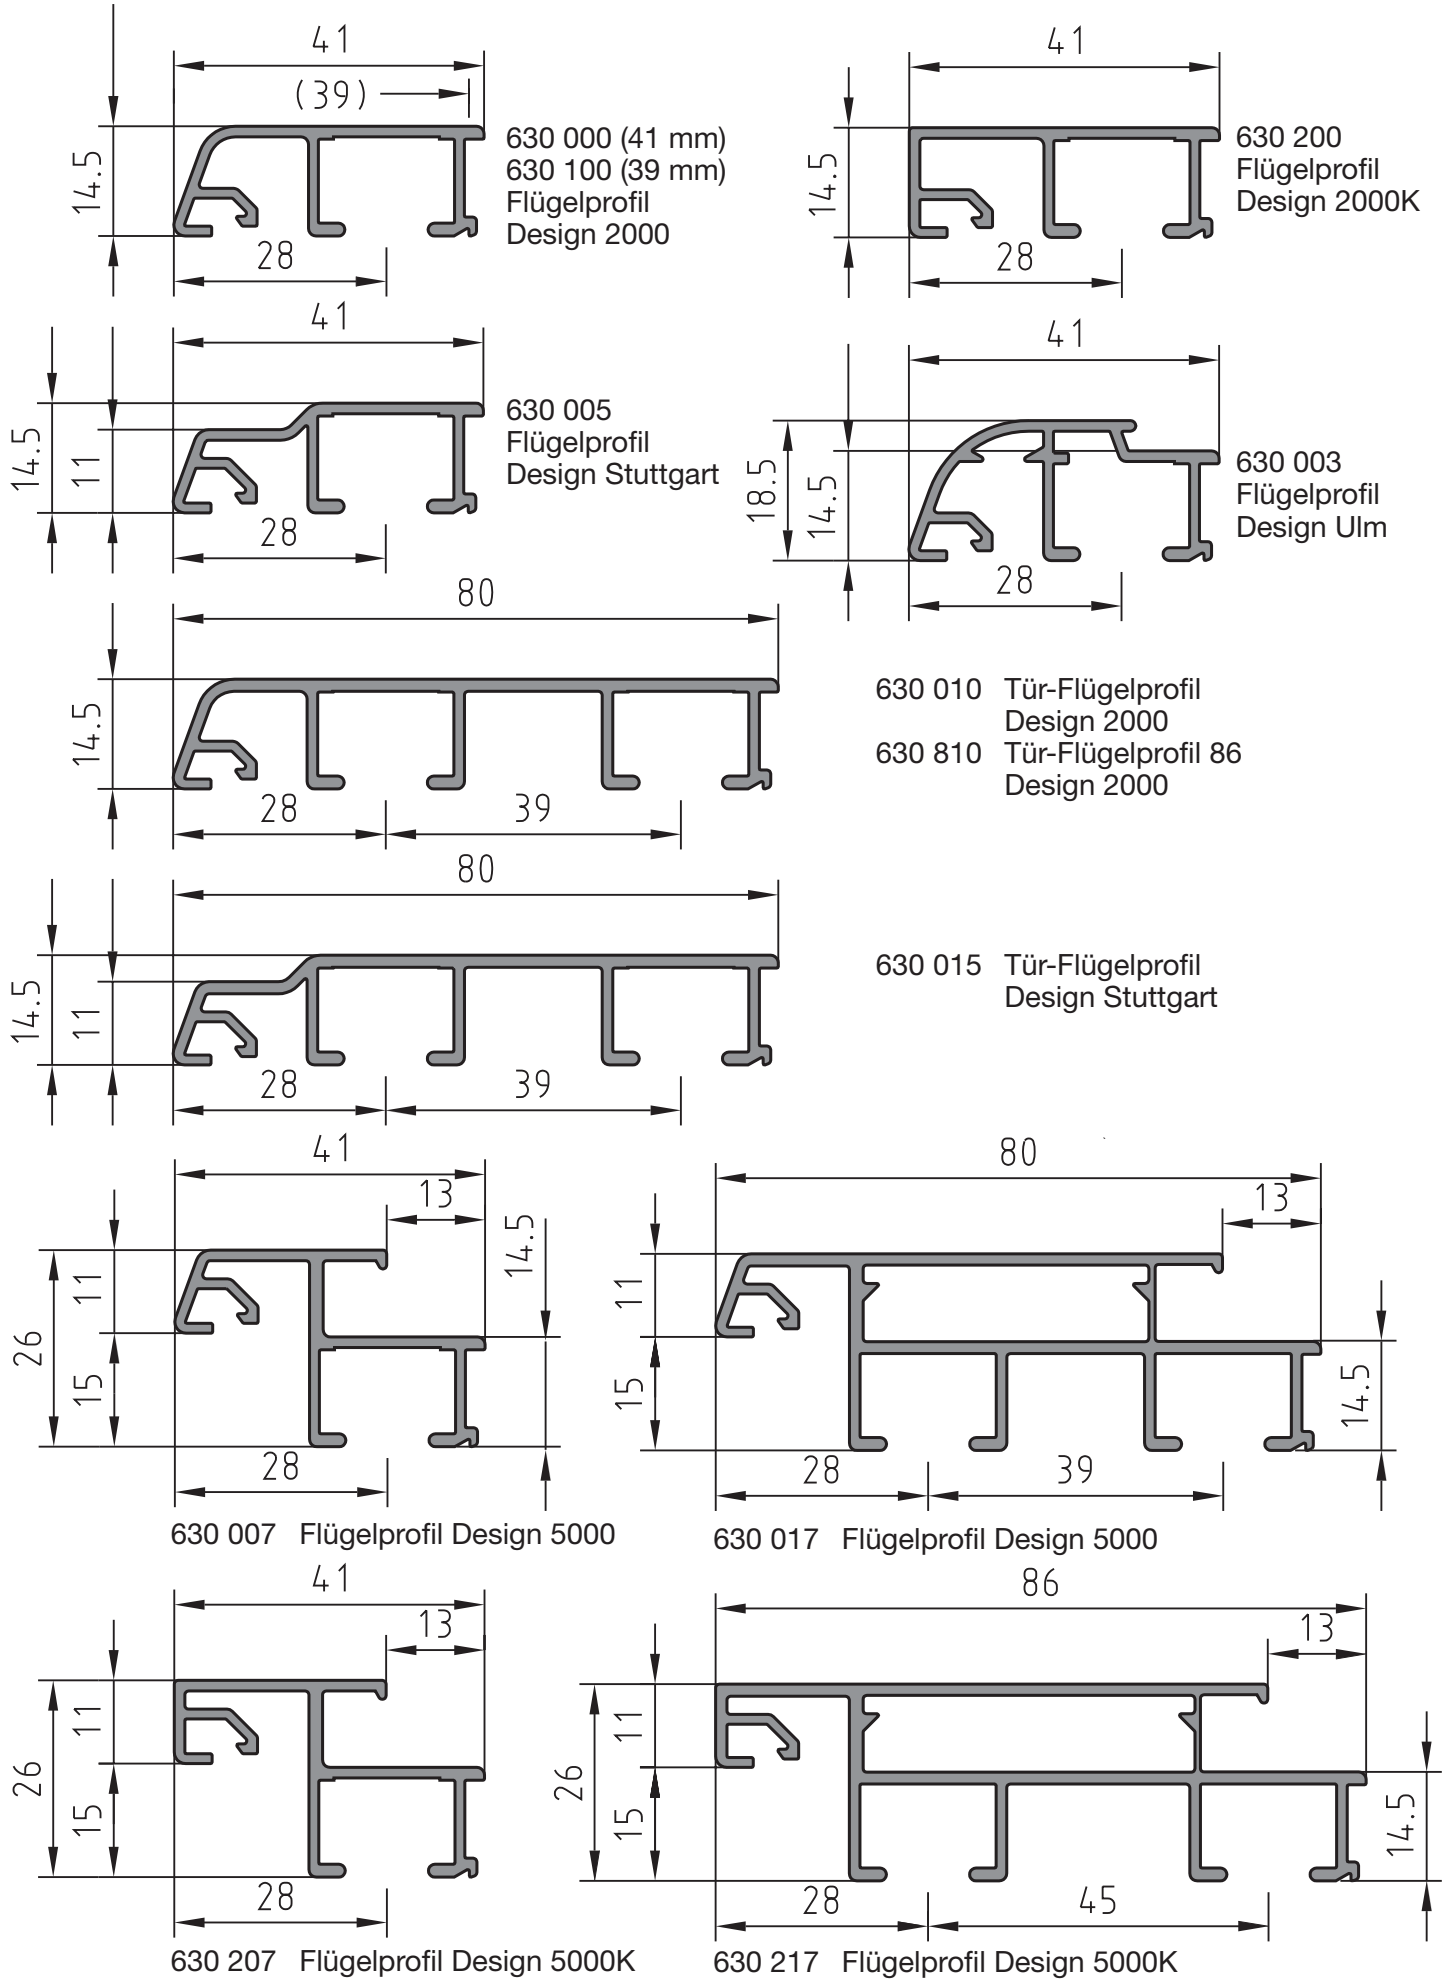 41
(39)
14.5
28
630 000 (41 mm)
630 100 (39 mm)
Flügelprofil
Design 2000
41
14.5
28
630 200
Flügelprofil
Design 2000K
41
14.5
11
28
630 005
Flügelprofil
Design Stuttgart
41
18.5
14.5
28
630 003
Flügelprofil
Design Ulm
80
14.5
28
39
630 010 Tür-Flügelprofil
Design 2000
630 810 Tür-Flügelprofil 86
Design 2000
80
14.5
11
28
39
630 015 Tür-Flügelprofil
Design Stuttgart
41
13
14.5
11
26
15
28
630 007 Flügelprofil Design 5000
80
13
11
15
14.5
28
39
630 017 Flügelprofil Design 5000
41
13
11
26
15
28
630 207 Flügelprofil Design 5000K
86
13
11
26
15
14.5
28
45
630 217 Flügelprofil Design 5000K